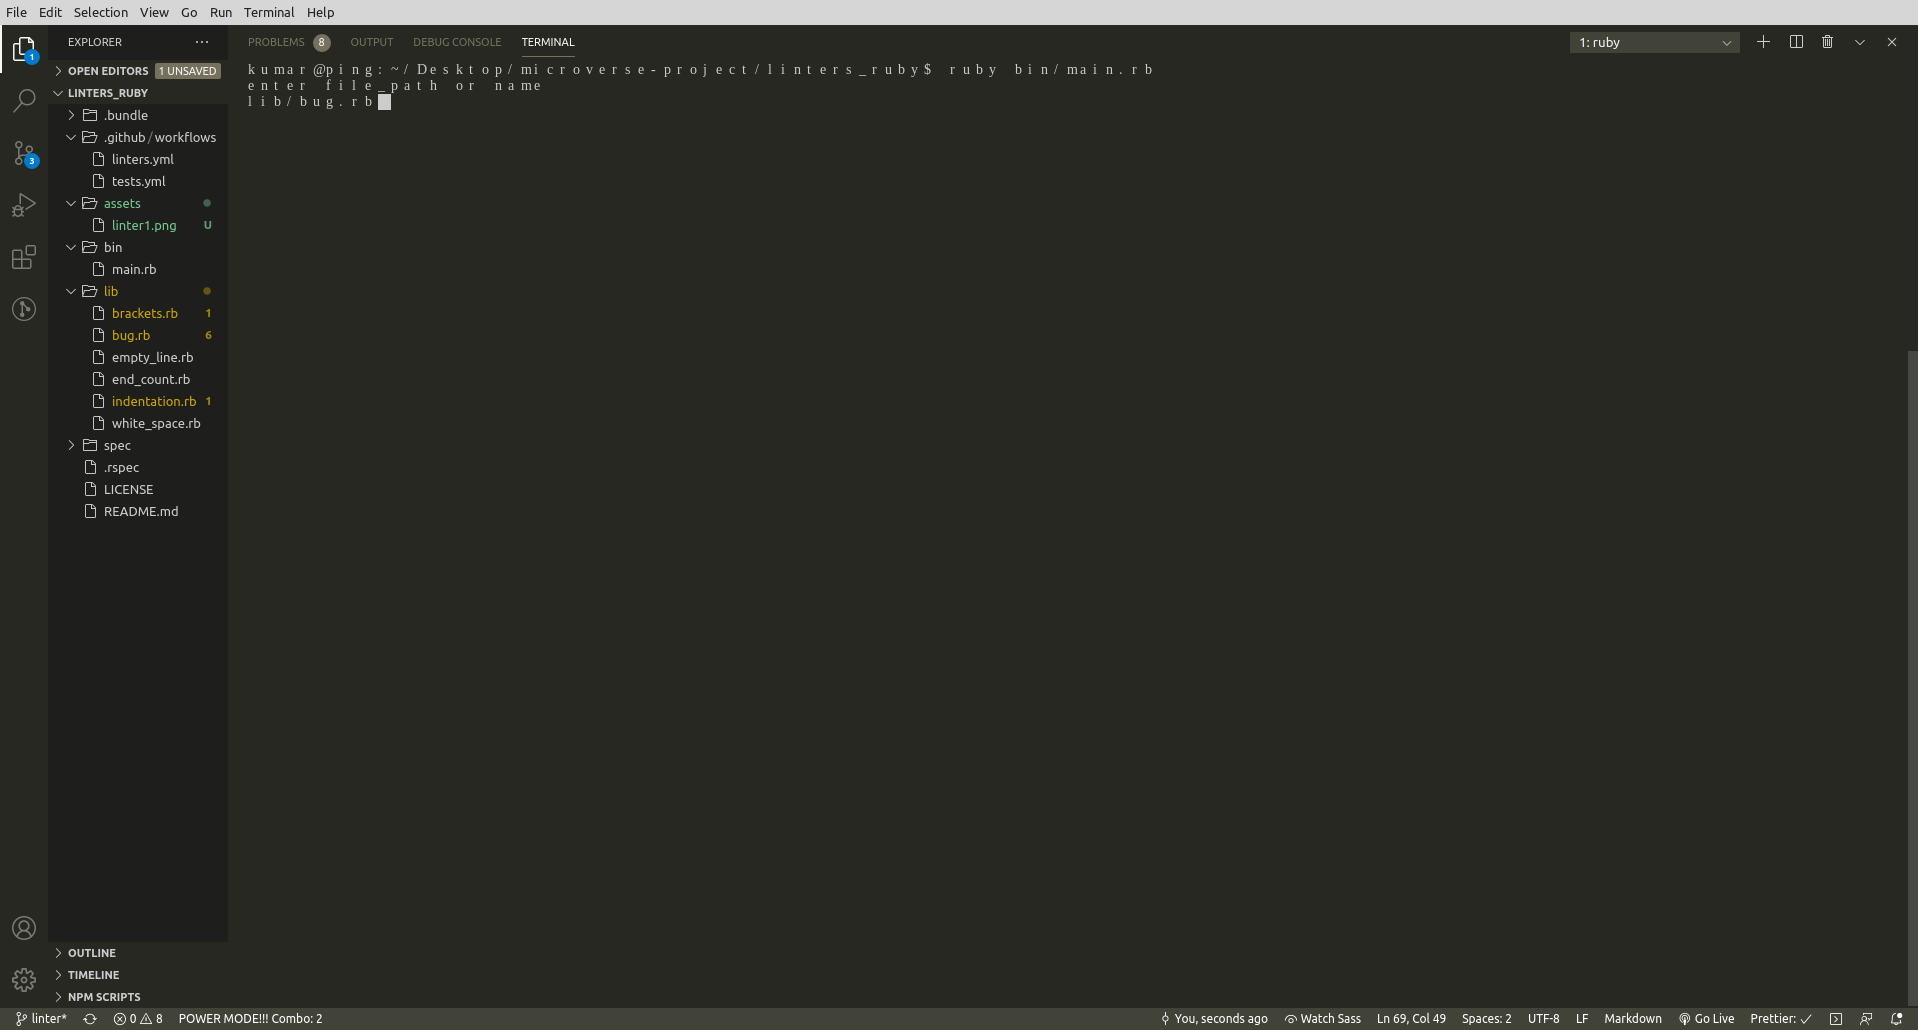 File Edit Selection View Go Run Terminal Help
EXPLORER
OPEN EDITORS 1 UNSAVED
LINTERS_RUBY
.bundle
.github/workflows
linters.yml
tests.yml
assets
linter1.png U
bin
main.rb
lib
brackets.rb 1
bug.rb 6
empty_line.rb
end_count.rb
indentation.rb 1
white_space.rb
spec
.rspec
LICENSE
README.md
OUTLINE
TIMELINE
NPM SCRIPTS
1
3
PROBLEMS 8 OUTPUT DEBUG CONSOLE TERMINAL 1: ruby
kumar@ping:~/Desktop/microverse-project/linters_ruby$ ruby bin/main.rb
enter file_path or name
lib/bug.rb
linter* 0 8 POWER MODE!!! Combo: 2 You, seconds ago Watch Sass Ln 69, Col 49 Spaces: 2 UTF-8 LF Markdown Go Live Prettier: ✓